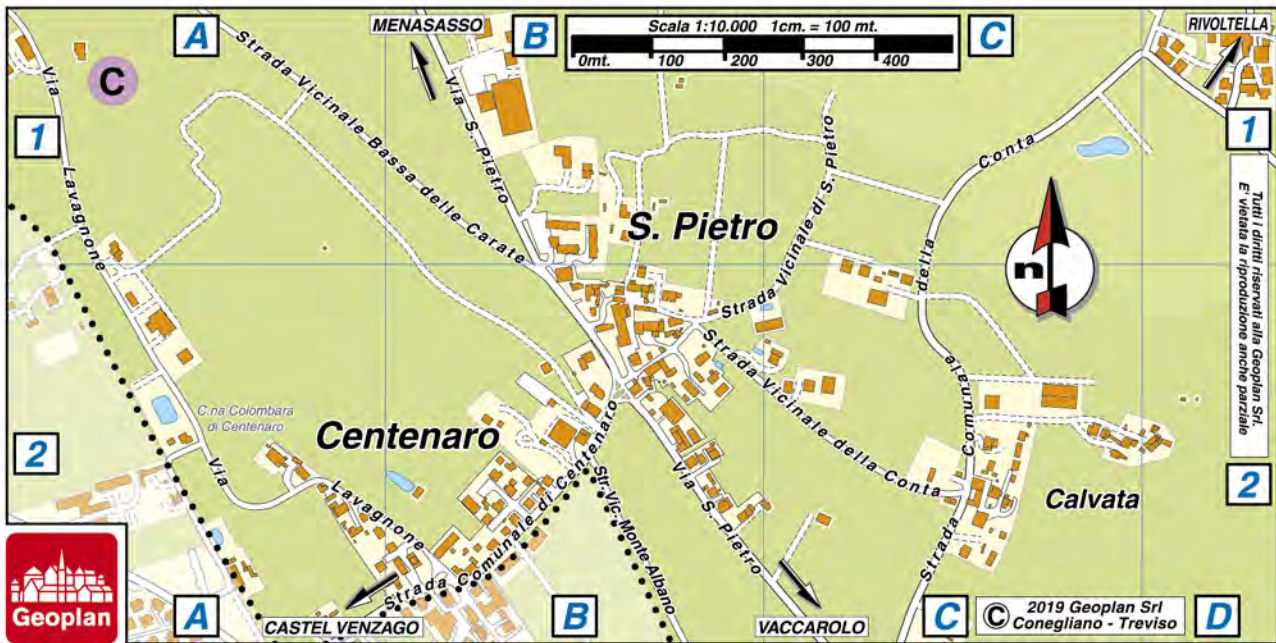 A
MENASASSO
B
Scala 1:10.000 1cm. = 100 mt.
0mt. 100 200 300 400
C
RIVOLTELLA
C
1
1
Via Lavagnone
Strada Vicinale Bassa delle Carate
Via S. Pietro
Strada Vicinale di S. Pietro
Strada Comunale della Conta
S. Pietro
n
Tutti i diritti riservati alla Geoplan Srl.
E' vietata la riproduzione anche parziale
C.na Colombara
di Centenaro
Centenaro
Strada Vicinale della Conta
2
2
Via Lavagnone
Strada Comunale di Centenaro
Str. Vic. Monte Albano
Via S. Pietro
Calvata
Geoplan
A
CASTEL VENZAGO
B
VACCAROLO
C
© 2019 Geoplan Srl
Conegliano - Treviso
D